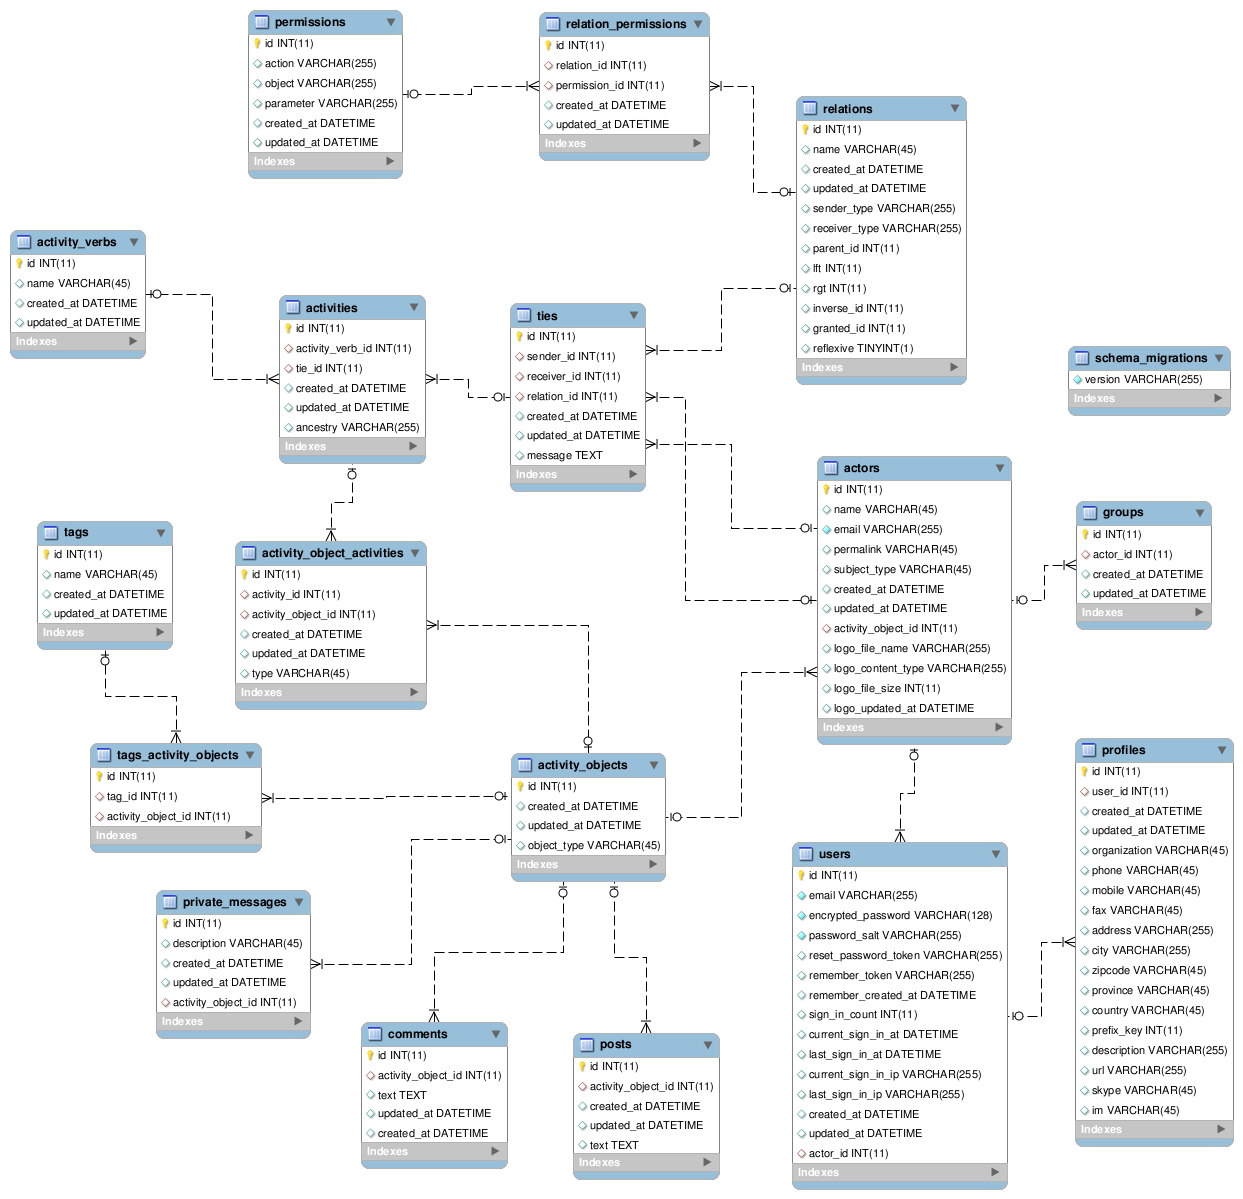 permissions
id INT(11)
action VARCHAR(255)
object VARCHAR(255)
parameter VARCHAR(255)
created_at DATETIME
updated_at DATETIME
Indexes
relation_permissions
id INT(11)
relation_id INT(11)
permission_id INT(11)
created_at DATETIME
updated_at DATETIME
Indexes
relations
id INT(11)
name VARCHAR(45)
created_at DATETIME
updated_at DATETIME
sender_type VARCHAR(255)
receiver_type VARCHAR(255)
parent_id INT(11)
lft INT(11)
rgt INT(11)
inverse_id INT(11)
granted_id INT(11)
reflexive TINYINT(1)
Indexes
activity_verbs
id INT(11)
name VARCHAR(45)
created_at DATETIME
updated_at DATETIME
Indexes
activities
id INT(11)
activity_verb_id INT(11)
tie_id INT(11)
created_at DATETIME
updated_at DATETIME
ancestry VARCHAR(255)
Indexes
ties
id INT(11)
sender_id INT(11)
receiver_id INT(11)
relation_id INT(11)
created_at DATETIME
updated_at DATETIME
message TEXT
Indexes
schema_migrations
version VARCHAR(255)
Indexes
actors
id INT(11)
name VARCHAR(45)
email VARCHAR(255)
permalink VARCHAR(45)
subject_type VARCHAR(45)
created_at DATETIME
updated_at DATETIME
activity_object_id INT(11)
logo_file_name VARCHAR(255)
logo_content_type VARCHAR(255)
logo_file_size INT(11)
logo_updated_at DATETIME
Indexes
groups
id INT(11)
actor_id INT(11)
created_at DATETIME
updated_at DATETIME
Indexes
tags
id INT(11)
name VARCHAR(45)
created_at DATETIME
updated_at DATETIME
Indexes
activity_object_activities
id INT(11)
activity_id INT(11)
activity_object_id INT(11)
created_at DATETIME
updated_at DATETIME
type VARCHAR(45)
Indexes
tags_activity_objects
id INT(11)
tag_id INT(11)
activity_object_id INT(11)
Indexes
activity_objects
id INT(11)
created_at DATETIME
updated_at DATETIME
object_type VARCHAR(45)
Indexes
profiles
id INT(11)
user_id INT(11)
created_at DATETIME
updated_at DATETIME
organization VARCHAR(45)
phone VARCHAR(45)
mobile VARCHAR(45)
fax VARCHAR(45)
address VARCHAR(255)
city VARCHAR(255)
zipcode VARCHAR(45)
province VARCHAR(45)
country VARCHAR(45)
prefix_key INT(11)
description VARCHAR(255)
url VARCHAR(255)
skype VARCHAR(45)
im VARCHAR(45)
Indexes
users
id INT(11)
email VARCHAR(255)
encrypted_password VARCHAR(128)
password_salt VARCHAR(255)
reset_password_token VARCHAR(255)
remember_token VARCHAR(255)
remember_created_at DATETIME
sign_in_count INT(11)
current_sign_in_at DATETIME
last_sign_in_at DATETIME
current_sign_in_ip VARCHAR(255)
last_sign_in_ip VARCHAR(255)
created_at DATETIME
updated_at DATETIME
actor_id INT(11)
Indexes
private_messages
id INT(11)
description VARCHAR(45)
created_at DATETIME
updated_at DATETIME
activity_object_id INT(11)
Indexes
comments
id INT(11)
activity_object_id INT(11)
text TEXT
updated_at DATETIME
created_at DATETIME
Indexes
posts
id INT(11)
activity_object_id INT(11)
created_at DATETIME
updated_at DATETIME
text TEXT
Indexes